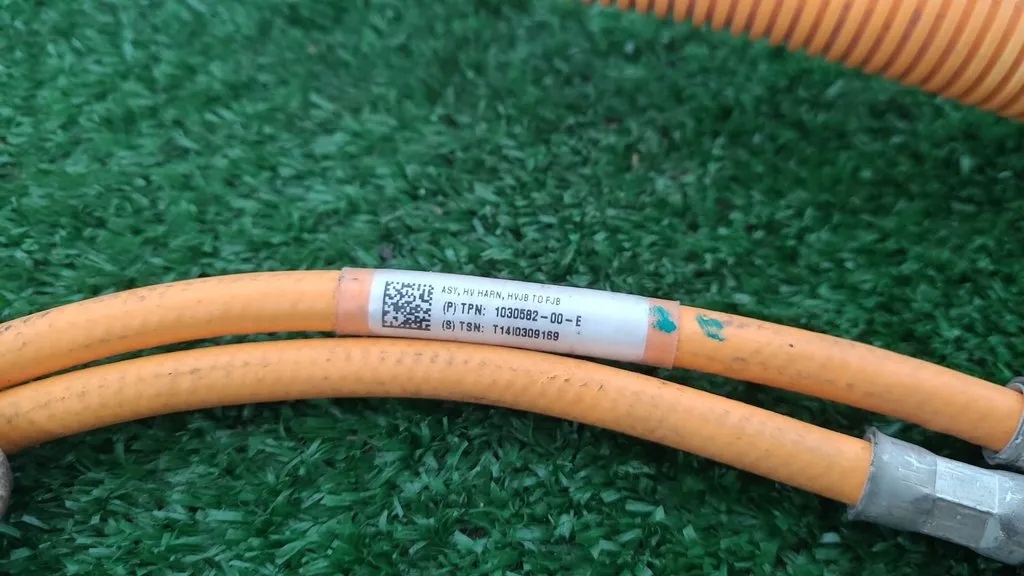 ASY, HV HARN, HVJB TO FJB
(P) TPN: 1030582-00-E
(S) TSN: T14I0309169